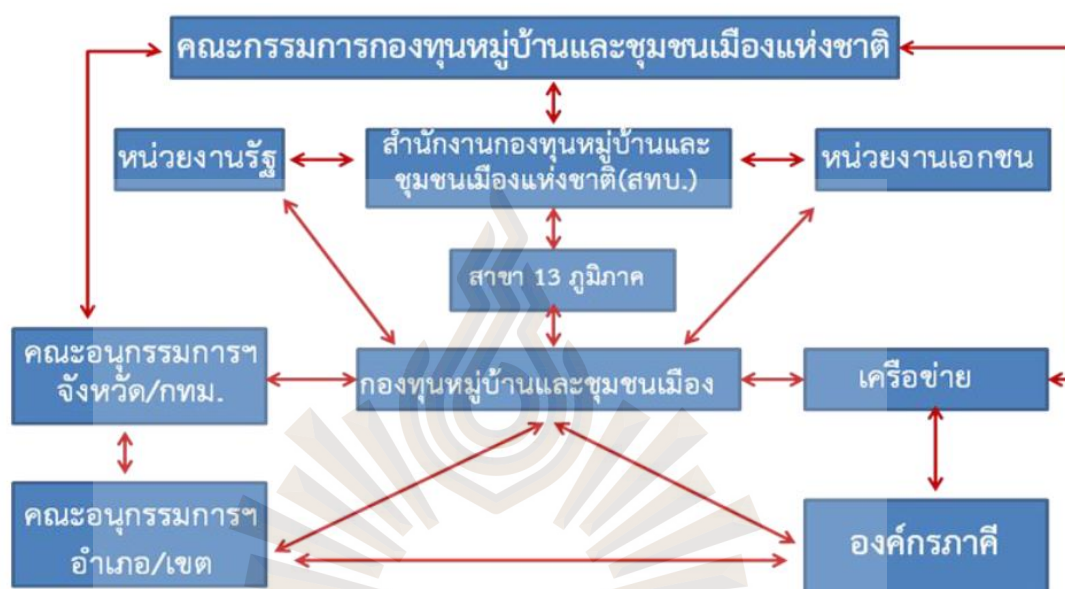 คณะกรรมการกองทุนหมู่บ้านและชุมชนเมืองแห่งชาติ
หน่วยงานรัฐ
สำนักงานกองทุนหมู่บ้านและ
ชุมชนเมืองแห่งชาติ(สทบ.)
หน่วยงานเอกชน
สาขา 13 ภูมิภาค
คณะอนุกรรมการฯ
จังหวัด/กทม.
กองทุนหมู่บ้านและชุมชนเมือง
เครือข่าย
คณะอนุกรรมการฯ
อำเภอ/เขต
องค์กรภาคี